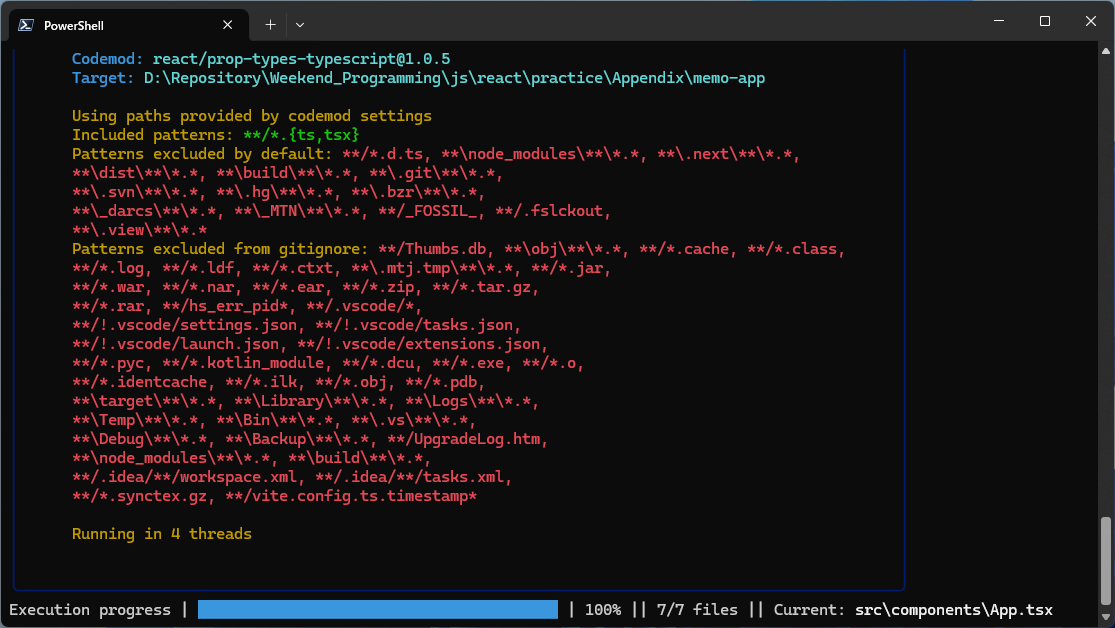 PowerShell
Codemod: react/prop-types-typescript@1.0.5
Target: D:\Repository\Weekend_Programming\js\react\practice\Appendix\memo-app
Using paths provided by codemod settings
Included patterns: **/*.{ts,tsx}
Patterns excluded by default: **/*.d.ts, **\node_modules\**\*.*, **\.next\**\*.*,
**\dist\**\*.*, **\build\**\*.*, **\.git\**\*.*,
**\.svn\**\*.*, **\.hg\**\*.*, **\.bzr\**\*.*,
**\_darcs\**\*.*, **\_MTN\**\*.*, **/_FOSSIL_, **/.fslckout,
**\.view\**\*.*
Patterns excluded from gitignore: **/Thumbs.db, **\obj\**\*.*, **/*.cache, **/*.class,
**/*.log, **/*.ldf, **/*.ctxt, **\.mtj.tmp\**\*.*, **/*.jar,
**/*.war, **/*.nar, **/*.ear, **/*.zip, **/*.tar.gz,
**/*.rar, **/hs_err_pid*, **/.vscode/*,
**/!.vscode/settings.json, **/!.vscode/tasks.json,
**/!.vscode/launch.json, **/!.vscode/extensions.json,
**/*.pyc, **/*.kotlin_module, **/*.dcu, **/*.exe, **/*.o,
**/*.identcache, **/*.ilk, **/*.obj, **/*.pdb,
**\target\**\*.*, **\Library\**\*.*, **\Logs\**\*.*,
**\Temp\**\*.*, **\Bin\**\*.*, **\.vs\**\*.*,
**\Debug\**\*.*, **\Backup\**\*.*, **/UpgradeLog.htm,
**\node_modules\**\*.*, **\build\**\*.*,
**/.idea/**/workspace.xml, **/.idea/**/tasks.xml,
**/*.synctex.gz, **/vite.config.ts.timestamp*
Running in 4 threads
Execution progress | | 100% || 7/7 files || Current: src\components\App.tsx